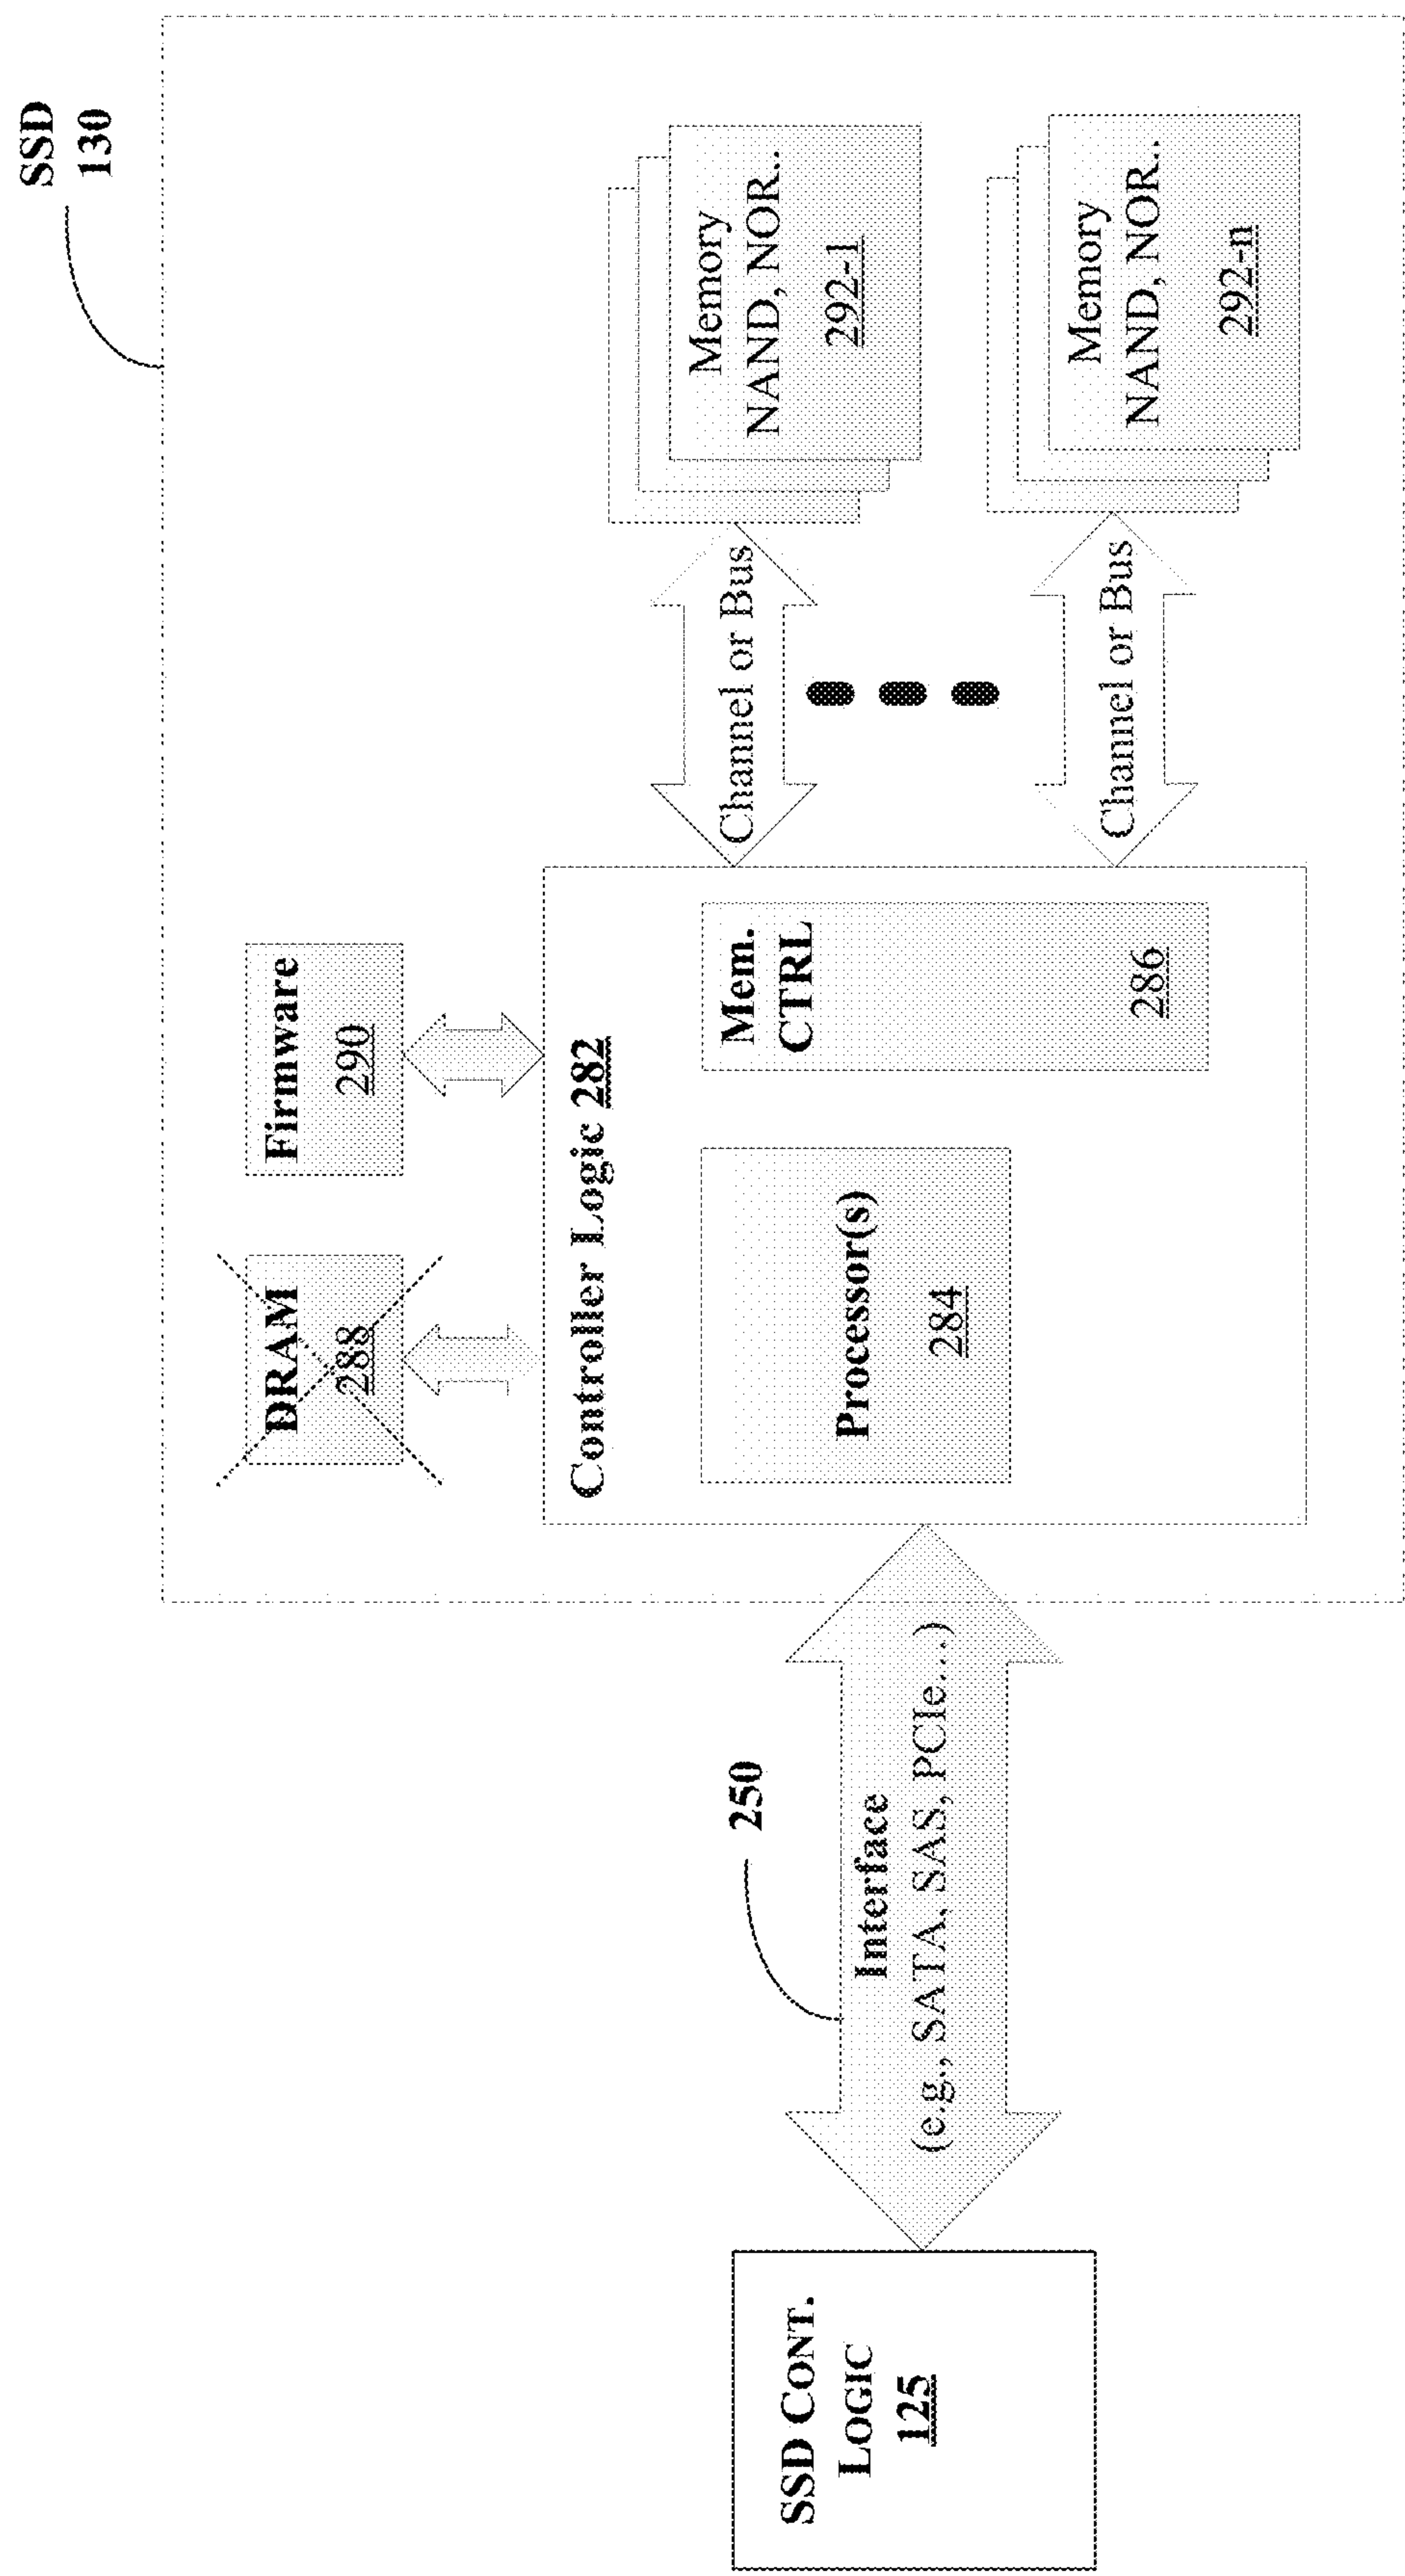 SSD
130
DRAM
288
Firmware
290
Controller Logic 282
Processor(s)
284
Mem.
CTRL
286
Channel or Bus
Memory
NAND, NOR..
292-1
Channel or Bus
Memory
NAND, NOR..
292-n
250
Interface
(e.g., SATA, SAS, PCIe...)
SSD CONT.
LOGIC
125